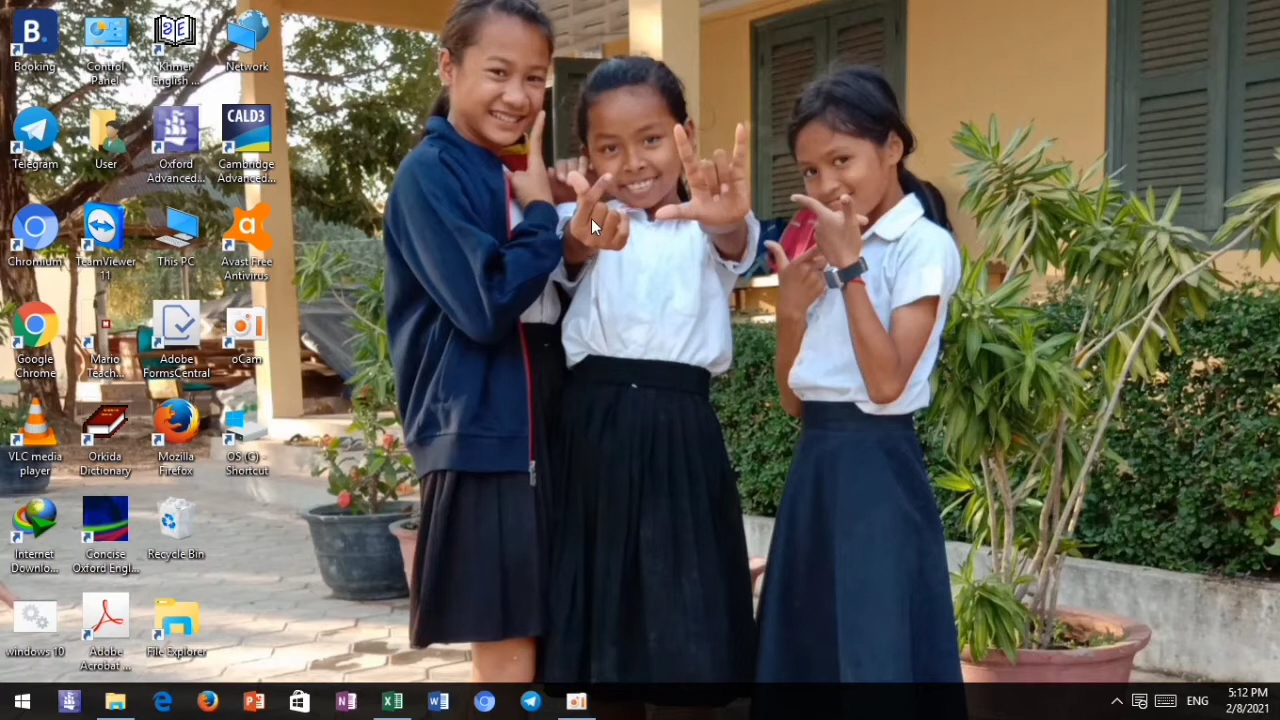 B.
Booking
Control
Panel
Khmer
English ...
Network
Telegram
User
Oxford
Advanced...
CALD3
Cambridge
Advanced...
Chromium
TeamViewer
11
This PC
Avast Free
Antivirus
Google
Chrome
Mario
Teach...
Adobe
FormsCentral
oCam
VLC media
player
Orkida
Dictionary
Mozilla
Firefox
OS (C) -
Shortcut
Internet
Downlo...
Concise
Oxford Engl...
Recycle Bin
windows 10
Adobe
Acrobat ...
File Explorer
ENG
5:12 PM
2/8/2021